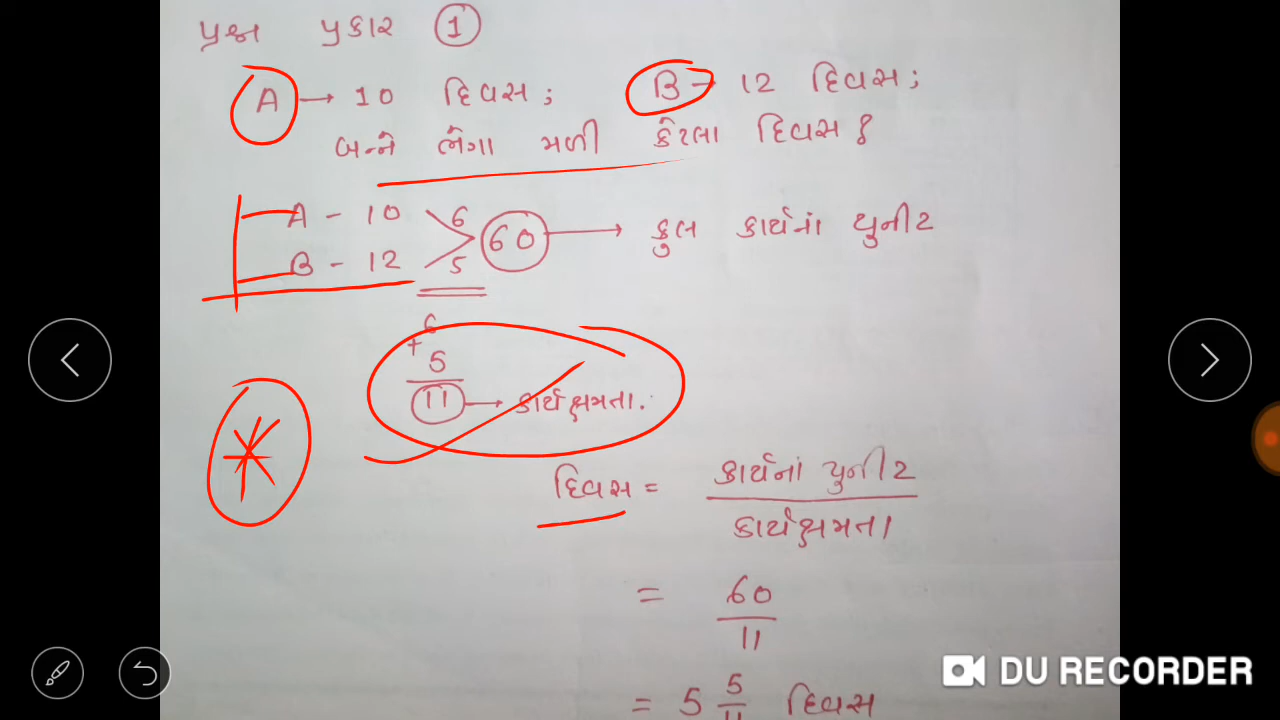 પ્રશ્ન પ્રકાર 1
A → 10 દિવસ; B → 12 દિવસ;
બન્ને ભેગા મળી કેટલા દિવસ ?
A - 10 6
60 → કુલ કાર્યનાં યુનીટ
B - 12 5
6
+ 5
11 → કાર્યક્ષમતા.
*
દિવસ = કાર્યનાં યુનીટ / કાર્યક્ષમતા
= 60 / 11
= 5 5/11 દિવસ
DU RECORDER